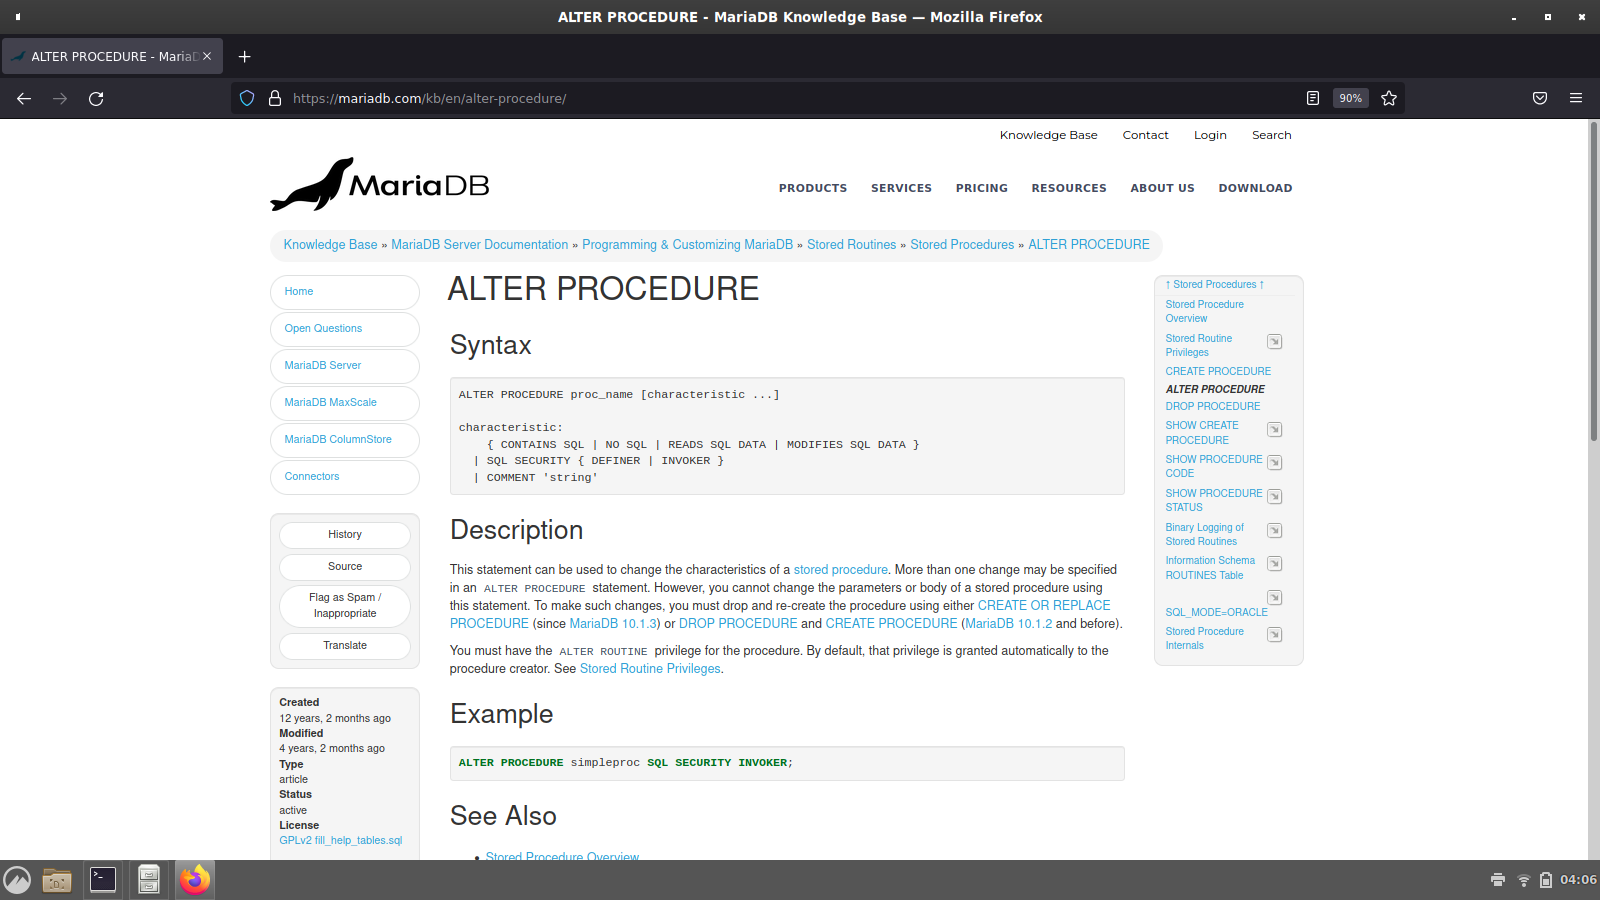 ALTER PROCEDURE - MariaDB Knowledge Base — Mozilla Firefox
ALTER PROCEDURE - MariaD
https://mariadb.com/kb/en/alter-procedure/
90%
Knowledge Base Contact Login Search
MariaDB
PRODUCTS SERVICES PRICING RESOURCES ABOUT US DOWNLOAD
Knowledge Base » MariaDB Server Documentation » Programming & Customizing MariaDB » Stored Routines » Stored Procedures » ALTER PROCEDURE
Home
Open Questions
MariaDB Server
MariaDB MaxScale
MariaDB ColumnStore
Connectors
History
Source
Flag as Spam /
Inappropriate
Translate
Created
12 years, 2 months ago
Modified
4 years, 2 months ago
Type
article
Status
active
License
GPLv2 fill_help_tables.sql
ALTER PROCEDURE
Syntax
ALTER PROCEDURE proc_name [characteristic ...]
characteristic:
{ CONTAINS SQL | NO SQL | READS SQL DATA | MODIFIES SQL DATA }
| SQL SECURITY { DEFINER | INVOKER }
| COMMENT 'string'
Description
This statement can be used to change the characteristics of a stored procedure. More than one change may be specified
in an ALTER PROCEDURE statement. However, you cannot change the parameters or body of a stored procedure using
this statement. To make such changes, you must drop and re-create the procedure using either CREATE OR REPLACE
PROCEDURE (since MariaDB 10.1.3) or DROP PROCEDURE and CREATE PROCEDURE (MariaDB 10.1.2 and before).
You must have the ALTER ROUTINE privilege for the procedure. By default, that privilege is granted automatically to the
procedure creator. See Stored Routine Privileges.
Example
ALTER PROCEDURE simpleproc SQL SECURITY INVOKER;
See Also
• Stored Procedure Overview
↑ Stored Procedures ↑
Stored Procedure
Overview
Stored Routine
Privileges
CREATE PROCEDURE
ALTER PROCEDURE
DROP PROCEDURE
SHOW CREATE
PROCEDURE
SHOW PROCEDURE
CODE
SHOW PROCEDURE
STATUS
Binary Logging of
Stored Routines
Information Schema
ROUTINES Table
SQL_MODE=ORACLE
Stored Procedure
Internals
04:06